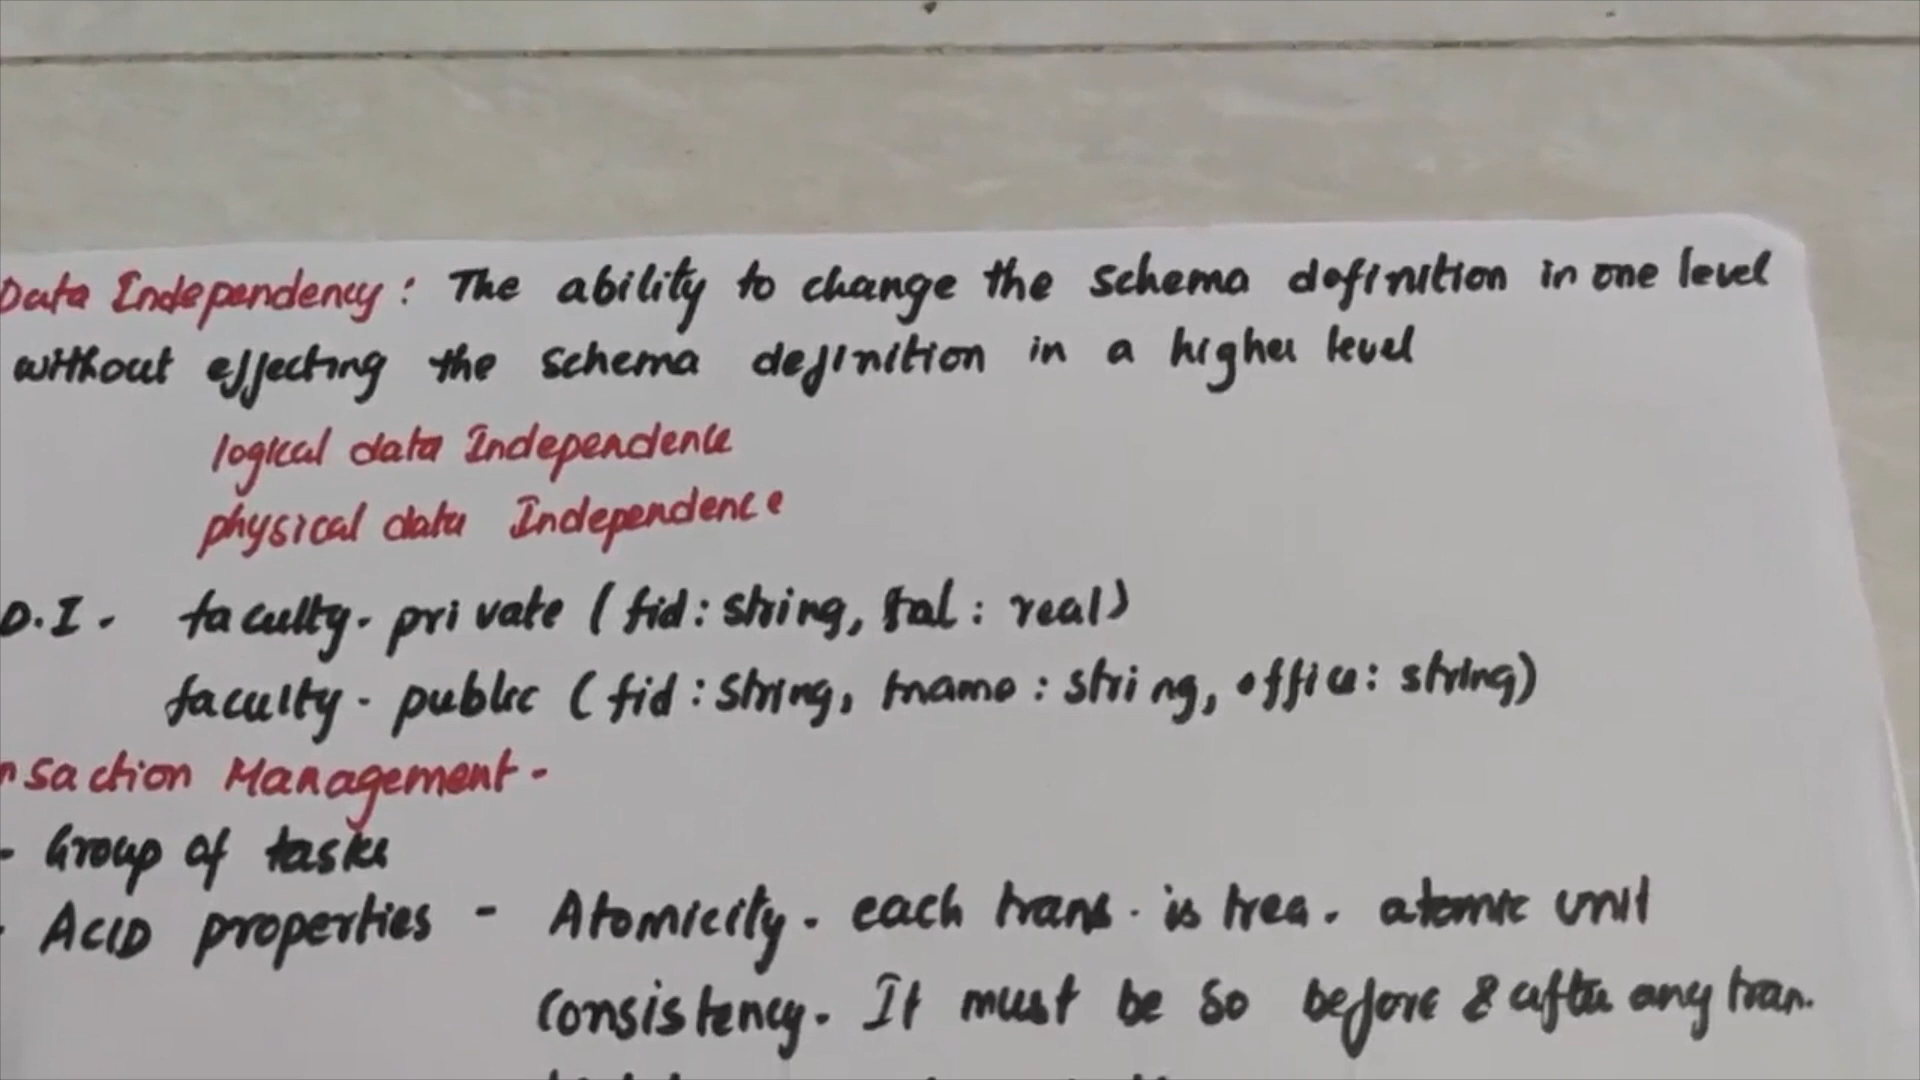 Data Independency: The ability to change the schema definition in one level
without effecting the schema definition in a higher level
logical data Independence
physical data Independence
D.I. faculty-private (fid: string, sal: real)
faculty-public (fid: string, fname: string, office: string)
nsaction Management -
- Group of tasks
- ACID properties - Atomicity. each trans. is trea. atomic unit
consistency. It must be so before & after any tran.